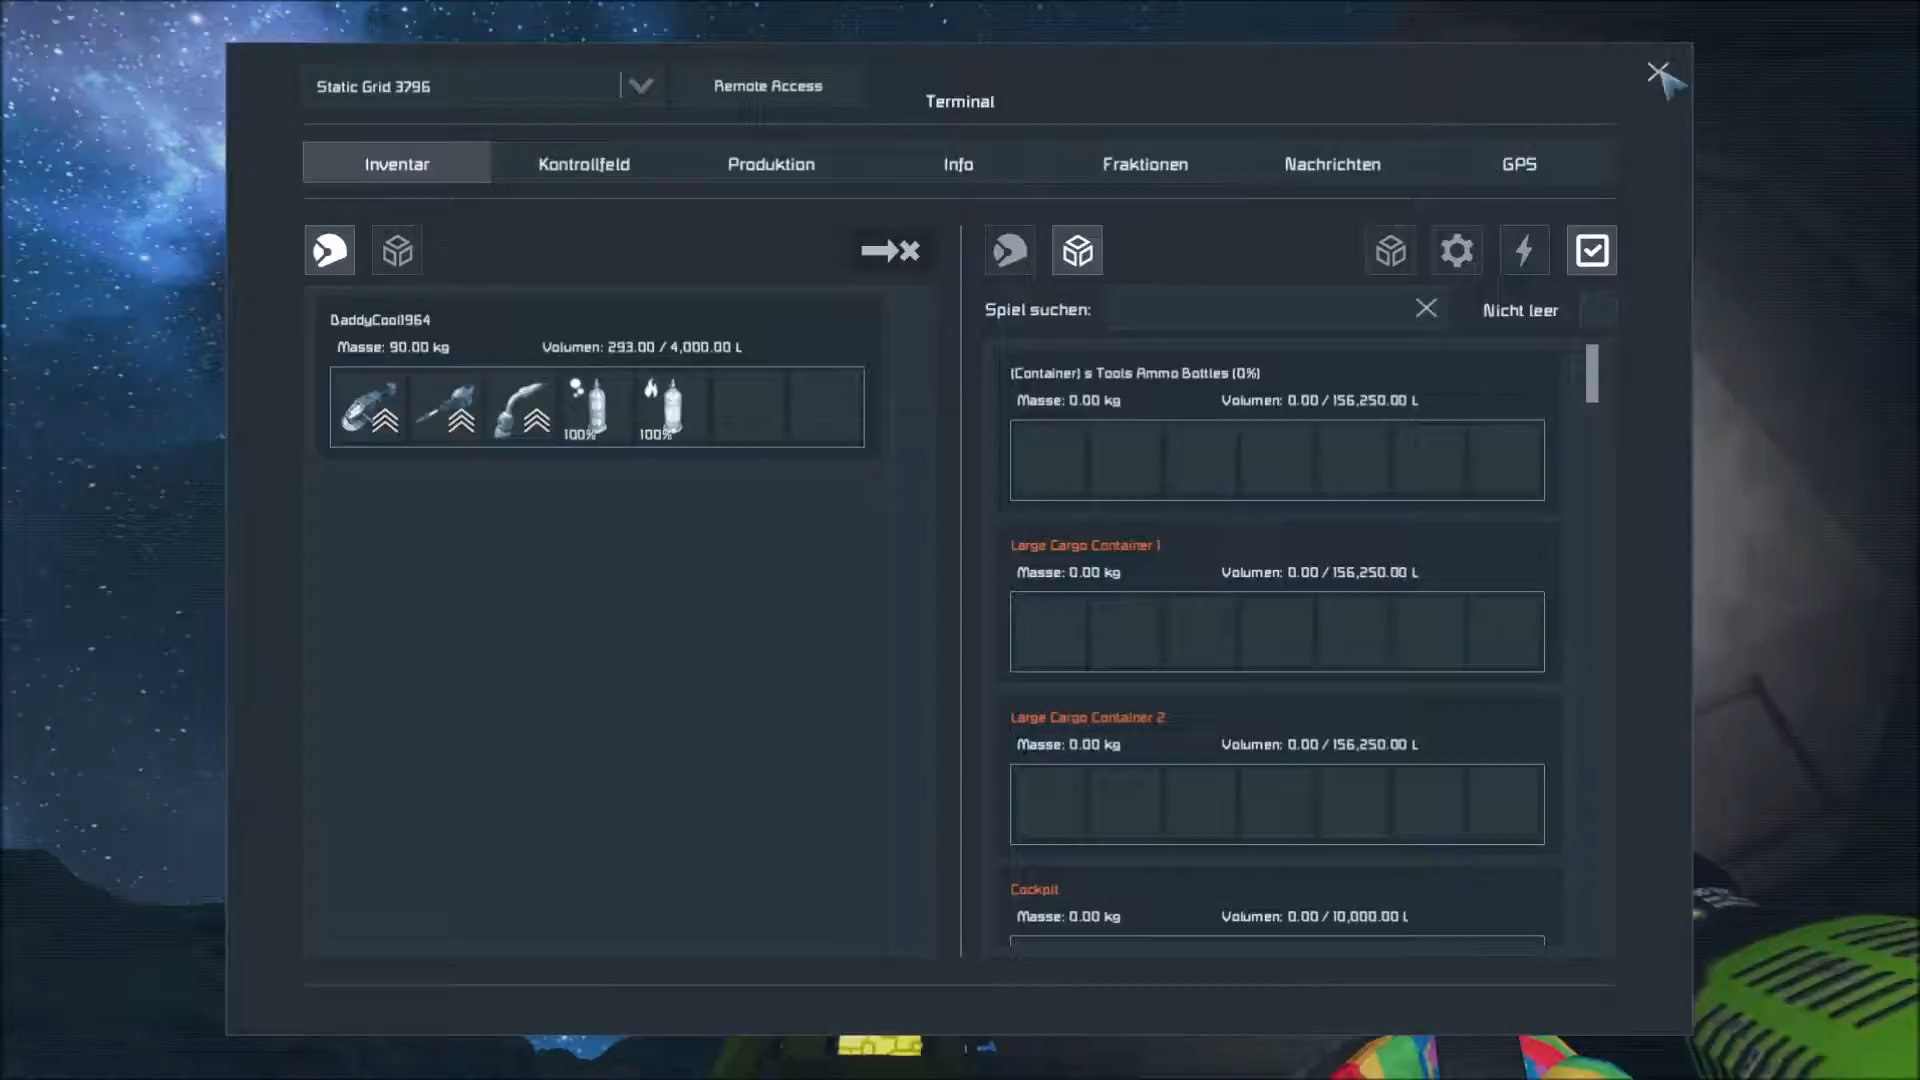 Static Grid 3796
Remote Access
Terminal
Inventar
Kontrollfeld
Produktion
Info
Fraktionen
Nachrichten
GPS
Spiel suchen:
Nicht leer
DaddyCool1964
Masse: 90.00 kg
Volumen: 293.00 / 4,000.00 L
100%
100%
(Container) s Tools Ammo Bottles (0%)
Masse: 0.00 kg
Volumen: 0.00 / 156,250.00 L
Large Cargo Container 1
Masse: 0.00 kg
Volumen: 0.00 / 156,250.00 L
Large Cargo Container 2
Masse: 0.00 kg
Volumen: 0.00 / 156,250.00 L
Cockpit
Masse: 0.00 kg
Volumen: 0.00 / 10,000.00 L